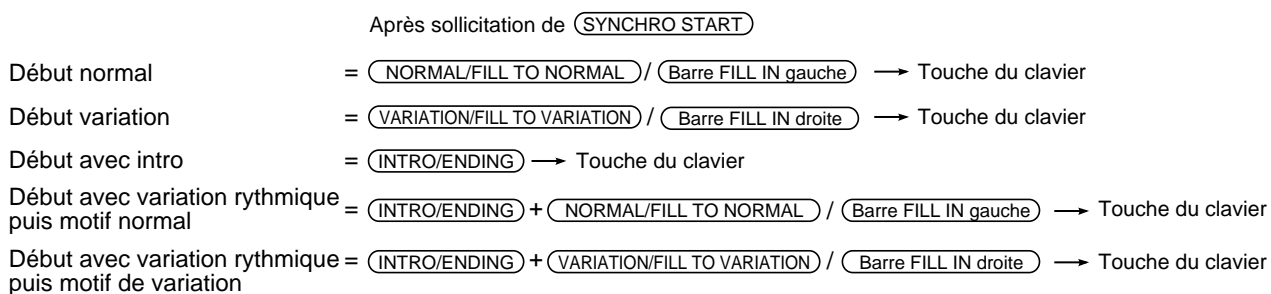 Après sollicitation de SYNCHRO START
Début normal = NORMAL/FILL TO NORMAL / Barre FILL IN gauche → Touche du clavier
Début variation = VARIATION/FILL TO VARIATION / Barre FILL IN droite → Touche du clavier
Début avec intro = INTRO/ENDING → Touche du clavier
Début avec variation rythmique
puis motif normal = INTRO/ENDING + NORMAL/FILL TO NORMAL / Barre FILL IN gauche → Touche du clavier
Début avec variation rythmique = INTRO/ENDING + VARIATION/FILL TO VARIATION / Barre FILL IN droite → Touche du clavier
puis motif de variation